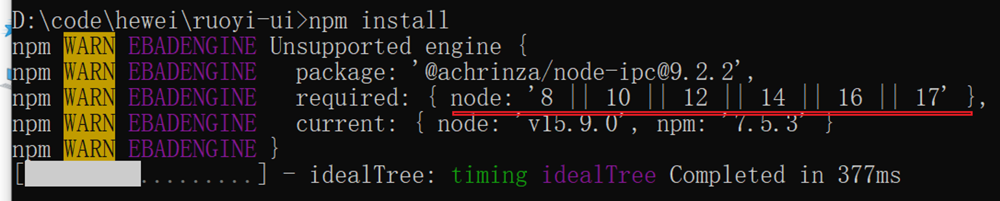 D:\code\hewei\ruoyi-ui>npm install
npm WARN EBADENGINE Unsupported engine {
npm WARN EBADENGINE   package: '@achrinza/node-ipc@9.2.2',
npm WARN EBADENGINE   required: { node: '8 || 10 || 12 || 14 || 16 || 17' },
npm WARN EBADENGINE   current: { node: 'v15.9.0', npm: '7.5.3' }
npm WARN EBADENGINE }
[         .........] - idealTree: timing idealTree Completed in 377ms